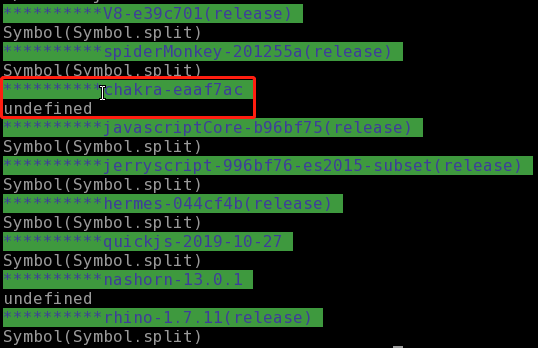 **********V8-e39c701(release)
Symbol(Symbol.split)
**********spiderMonkey-201255a(release)
Symbol(Symbol.split)
**********chakra-eaaf7ac
undefined
**********javascriptCore-b96bf75(release)
Symbol(Symbol.split)
**********jerryscript-996bf76-es2015-subset(release)
Symbol(Symbol.split)
**********hermes-044cf4b(release)
Symbol(Symbol.split)
**********quickjs-2019-10-27
Symbol(Symbol.split)
**********nashorn-13.0.1
undefined
**********rhino-1.7.11(release)
Symbol(Symbol.split)